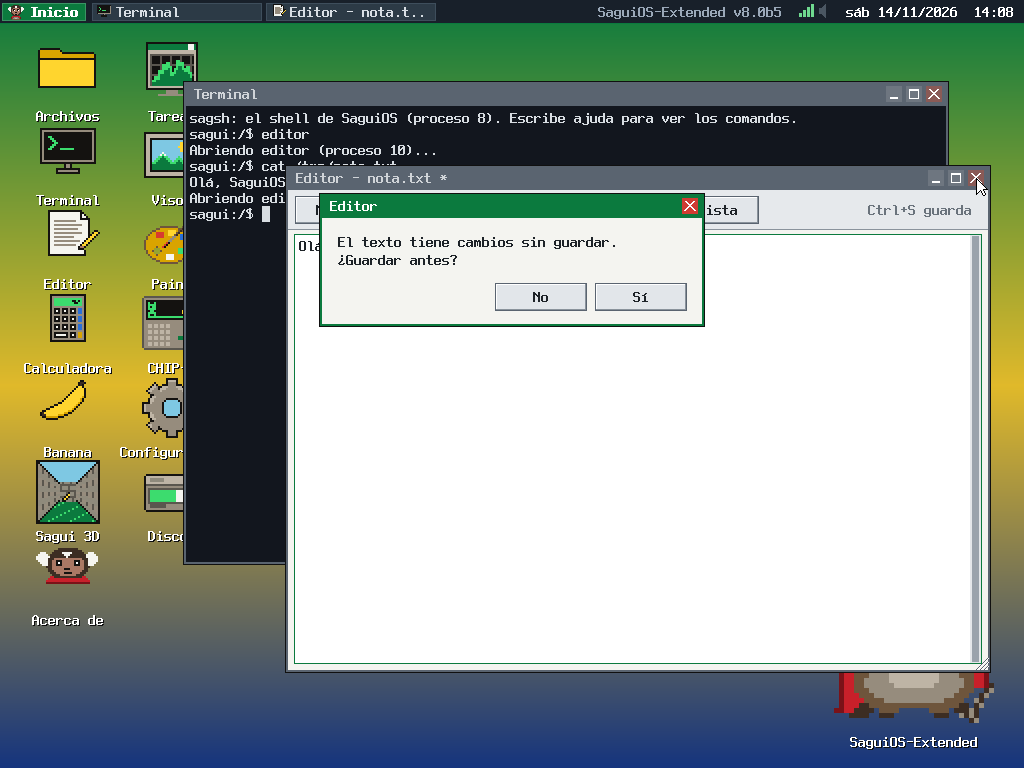 Inicio
Terminal
Editor - nota.t..
SaguiOS-Extended v8.0b5
sáb 14/11/2026
14:08
Archivos
Terminal
Editor
Calculadora
Banana
Sagui 3D
Acerca de
Terminal
sagsh: el shell de SaguiOS (proceso 8). Escribe ajuda para ver los comandos.
sagui:/$ editor
Abriendo editor (proceso 10)...
sagui:/$ cat
Olá, SaguiOS
Abriendo edi
sagui:/$
Editor - nota.txt *
ista
Ctrl+S guarda
Olá
Editor
El texto tiene cambios sin guardar.
¿Guardar antes?
No
Sí
SaguiOS-Extended